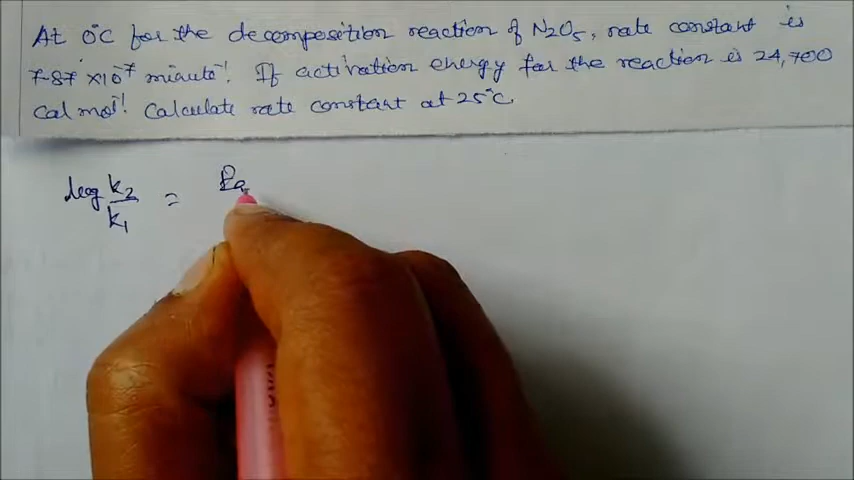 At 0°C for the decomposition reaction of N₂O₅, rate constant is
7.87 × 10⁻⁷ minute⁻¹. If activation energy for the reaction is 24,700
cal mol⁻¹. Calculate rate constant at 25°C.
log k₂/k₁ = Ea